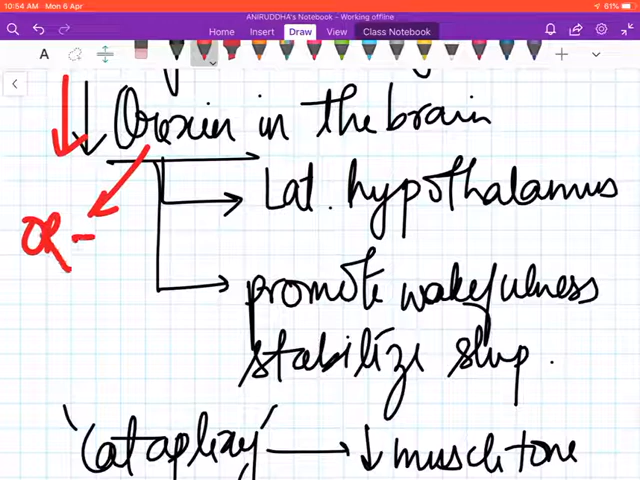 10:54 AM Mon 6 Apr
61%
ANIRUDDHA's Notebook - Working offline
Home Insert Draw View Class Notebook
A
↓↓ Orexin in the brain
→ Lat. hypothalamus
OR -
→ promote wakefulness
stabilize sleep.
'Cataplexy' → ↓ muscle tone